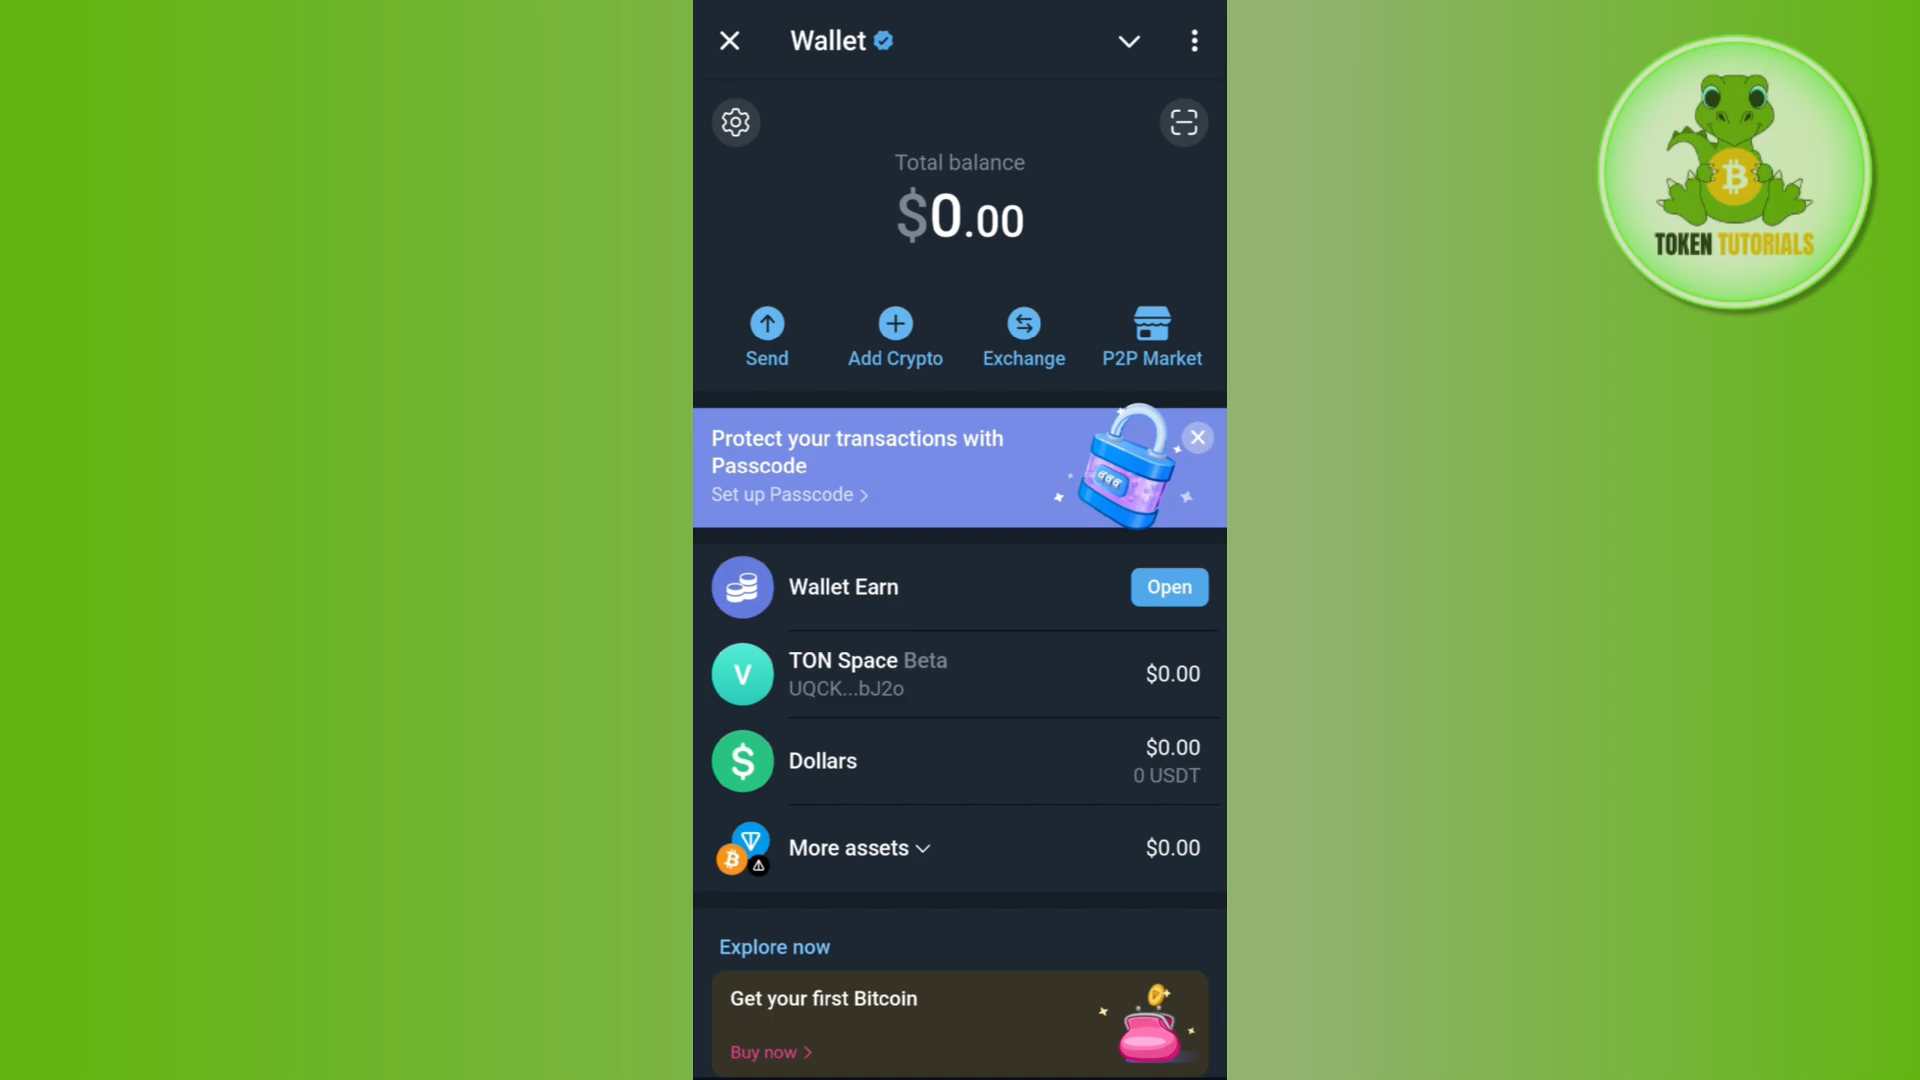 Wallet
Total balance
$0.00
Send
Add Crypto
Exchange
P2P Market
Protect your transactions with
Passcode
Set up Passcode >
Wallet Earn
Open
TON Space Beta
UQCK...bJ2o
$0.00
Dollars
$0.00
0 USDT
More assets
$0.00
Explore now
Get your first Bitcoin
Buy now >
TOKEN TUTORIALS